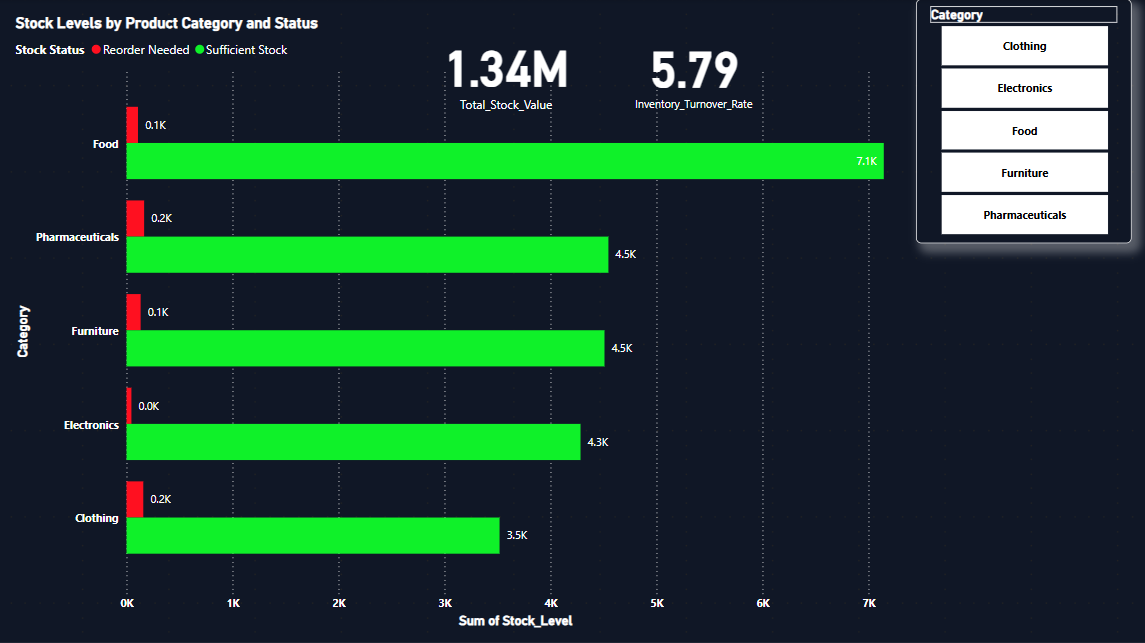 Stock Levels by Product Category and Status
Stock Status Reorder Needed Sufficient Stock
1.34M
Total_Stock_Value
5.79
Inventory_Turnover_Rate
Category
Clothing
Electronics
Food
Furniture
Pharmaceuticals
Category
Food
0.1K
7.1K
Pharmaceuticals
0.2K
4.5K
Furniture
0.1K
4.5K
Electronics
0.0K
4.3K
Clothing
0.2K
3.5K
0K 1K 2K 3K 4K 5K 6K 7K
Sum of Stock_Level